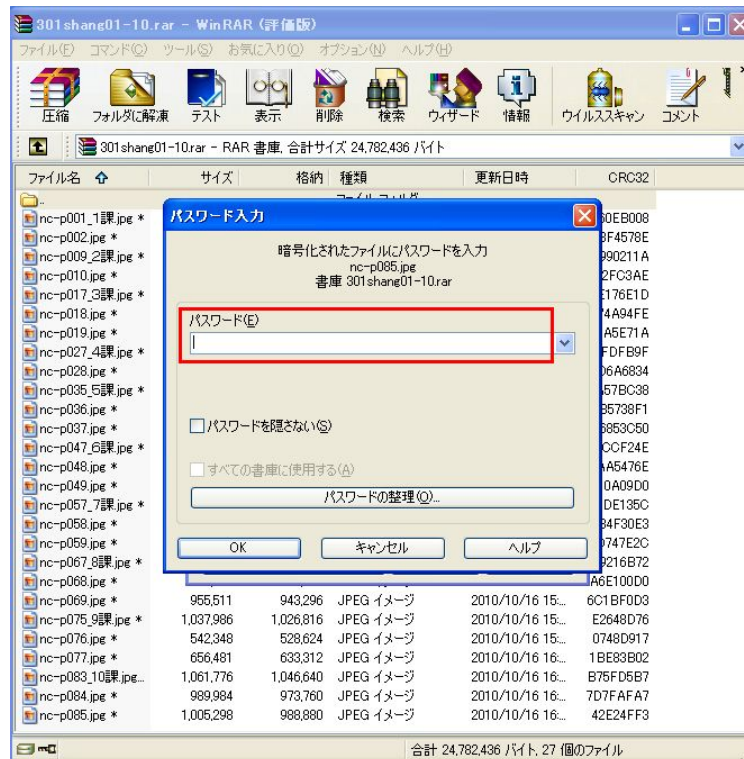 301shang01-10.rar - WinRAR (評価版)
ファイル(F) コマンド(C) ツール(S) お気に入り(O) オプション(N) ヘルプ(H)
圧縮 フォルダに解凍 テスト 表示 削除 検索 ウィザード 情報 ウイルススキャン コメント
301shang01-10.rar - RAR 書庫, 合計サイズ 24,782,436 バイト
ファイル名 サイズ 格納 種類 更新日時 CRC32
..
パスワード入力
nc-p001_1課.jpg *
nc-p002.jpg *
nc-p009_2課.jpg *
nc-p010.jpg *
nc-p017_3課.jpg *
nc-p018.jpg *
nc-p019.jpg *
nc-p027_4課.jpg *
nc-p028.jpg *
nc-p035_5課.jpg *
nc-p036.jpg *
nc-p037.jpg *
nc-p047_6課.jpg *
nc-p048.jpg *
nc-p049.jpg *
nc-p057_7課.jpg *
nc-p058.jpg *
nc-p059.jpg *
nc-p067_8課.jpg *
nc-p068.jpg *
暗号化されたファイルにパスワードを入力
nc-p085.jpg
書庫 301shang01-10.rar
パスワード(E)
パスワードを隠さない(S)
すべての書庫に使用する(A)
パスワードの整理(O)...
OK キャンセル ヘルプ
A6E100D0
nc-p069.jpg * 955,511 943,296 JPEG イメージ 2010/10/16 15:... 6C1BF0D3
nc-p075_9課.jpg * 1,037,986 1,026,816 JPEG イメージ 2010/10/16 15:... E2648D76
nc-p076.jpg * 542,348 528,624 JPEG イメージ 2010/10/16 15:... 0748D917
nc-p077.jpg * 656,481 633,312 JPEG イメージ 2010/10/16 16:... 1BE83B02
nc-p083_10課.jpg... 1,061,776 1,046,640 JPEG イメージ 2010/10/16 16:... B75FD5B7
nc-p084.jpg * 989,984 973,760 JPEG イメージ 2010/10/16 16:... 7D7FAFA7
nc-p085.jpg * 1,005,298 988,880 JPEG イメージ 2010/10/16 16:... 42E24FF3
合計 24,782,436 バイト, 27 個のファイル